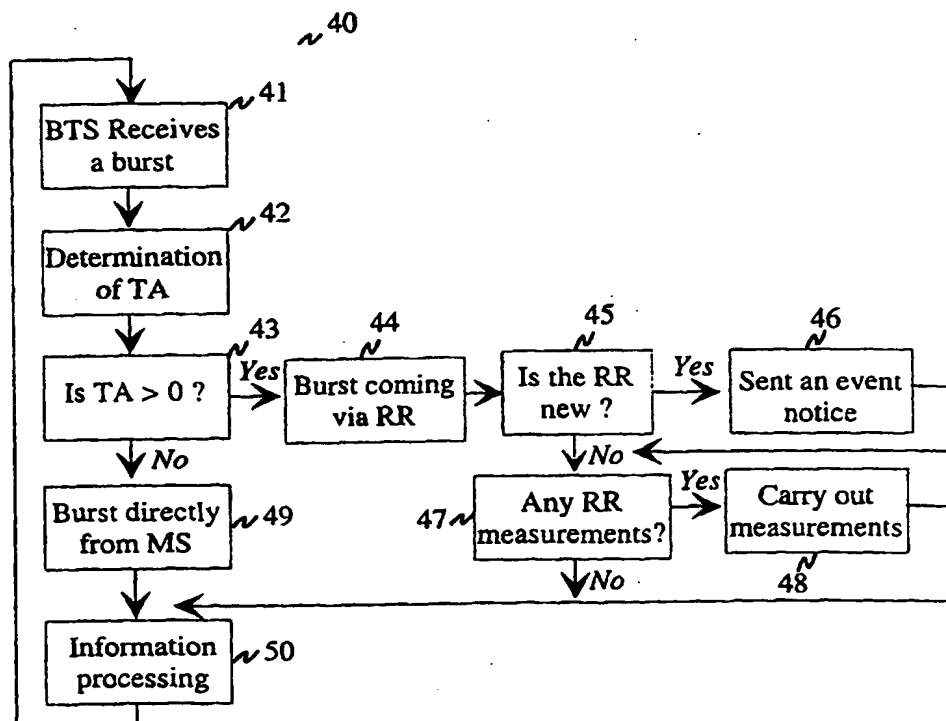 40
41
BTS Receives
a burst
42
Determination
of TA
43
Is TA > 0 ?
Yes
44
Burst coming
via RR
45
Is the RR
new ?
Yes
46
Sent an event
notice
No
No
Burst directly
from MS
49
47
Any RR
measurements?
Yes
Carry out
measurements
48
No
Information
processing
50